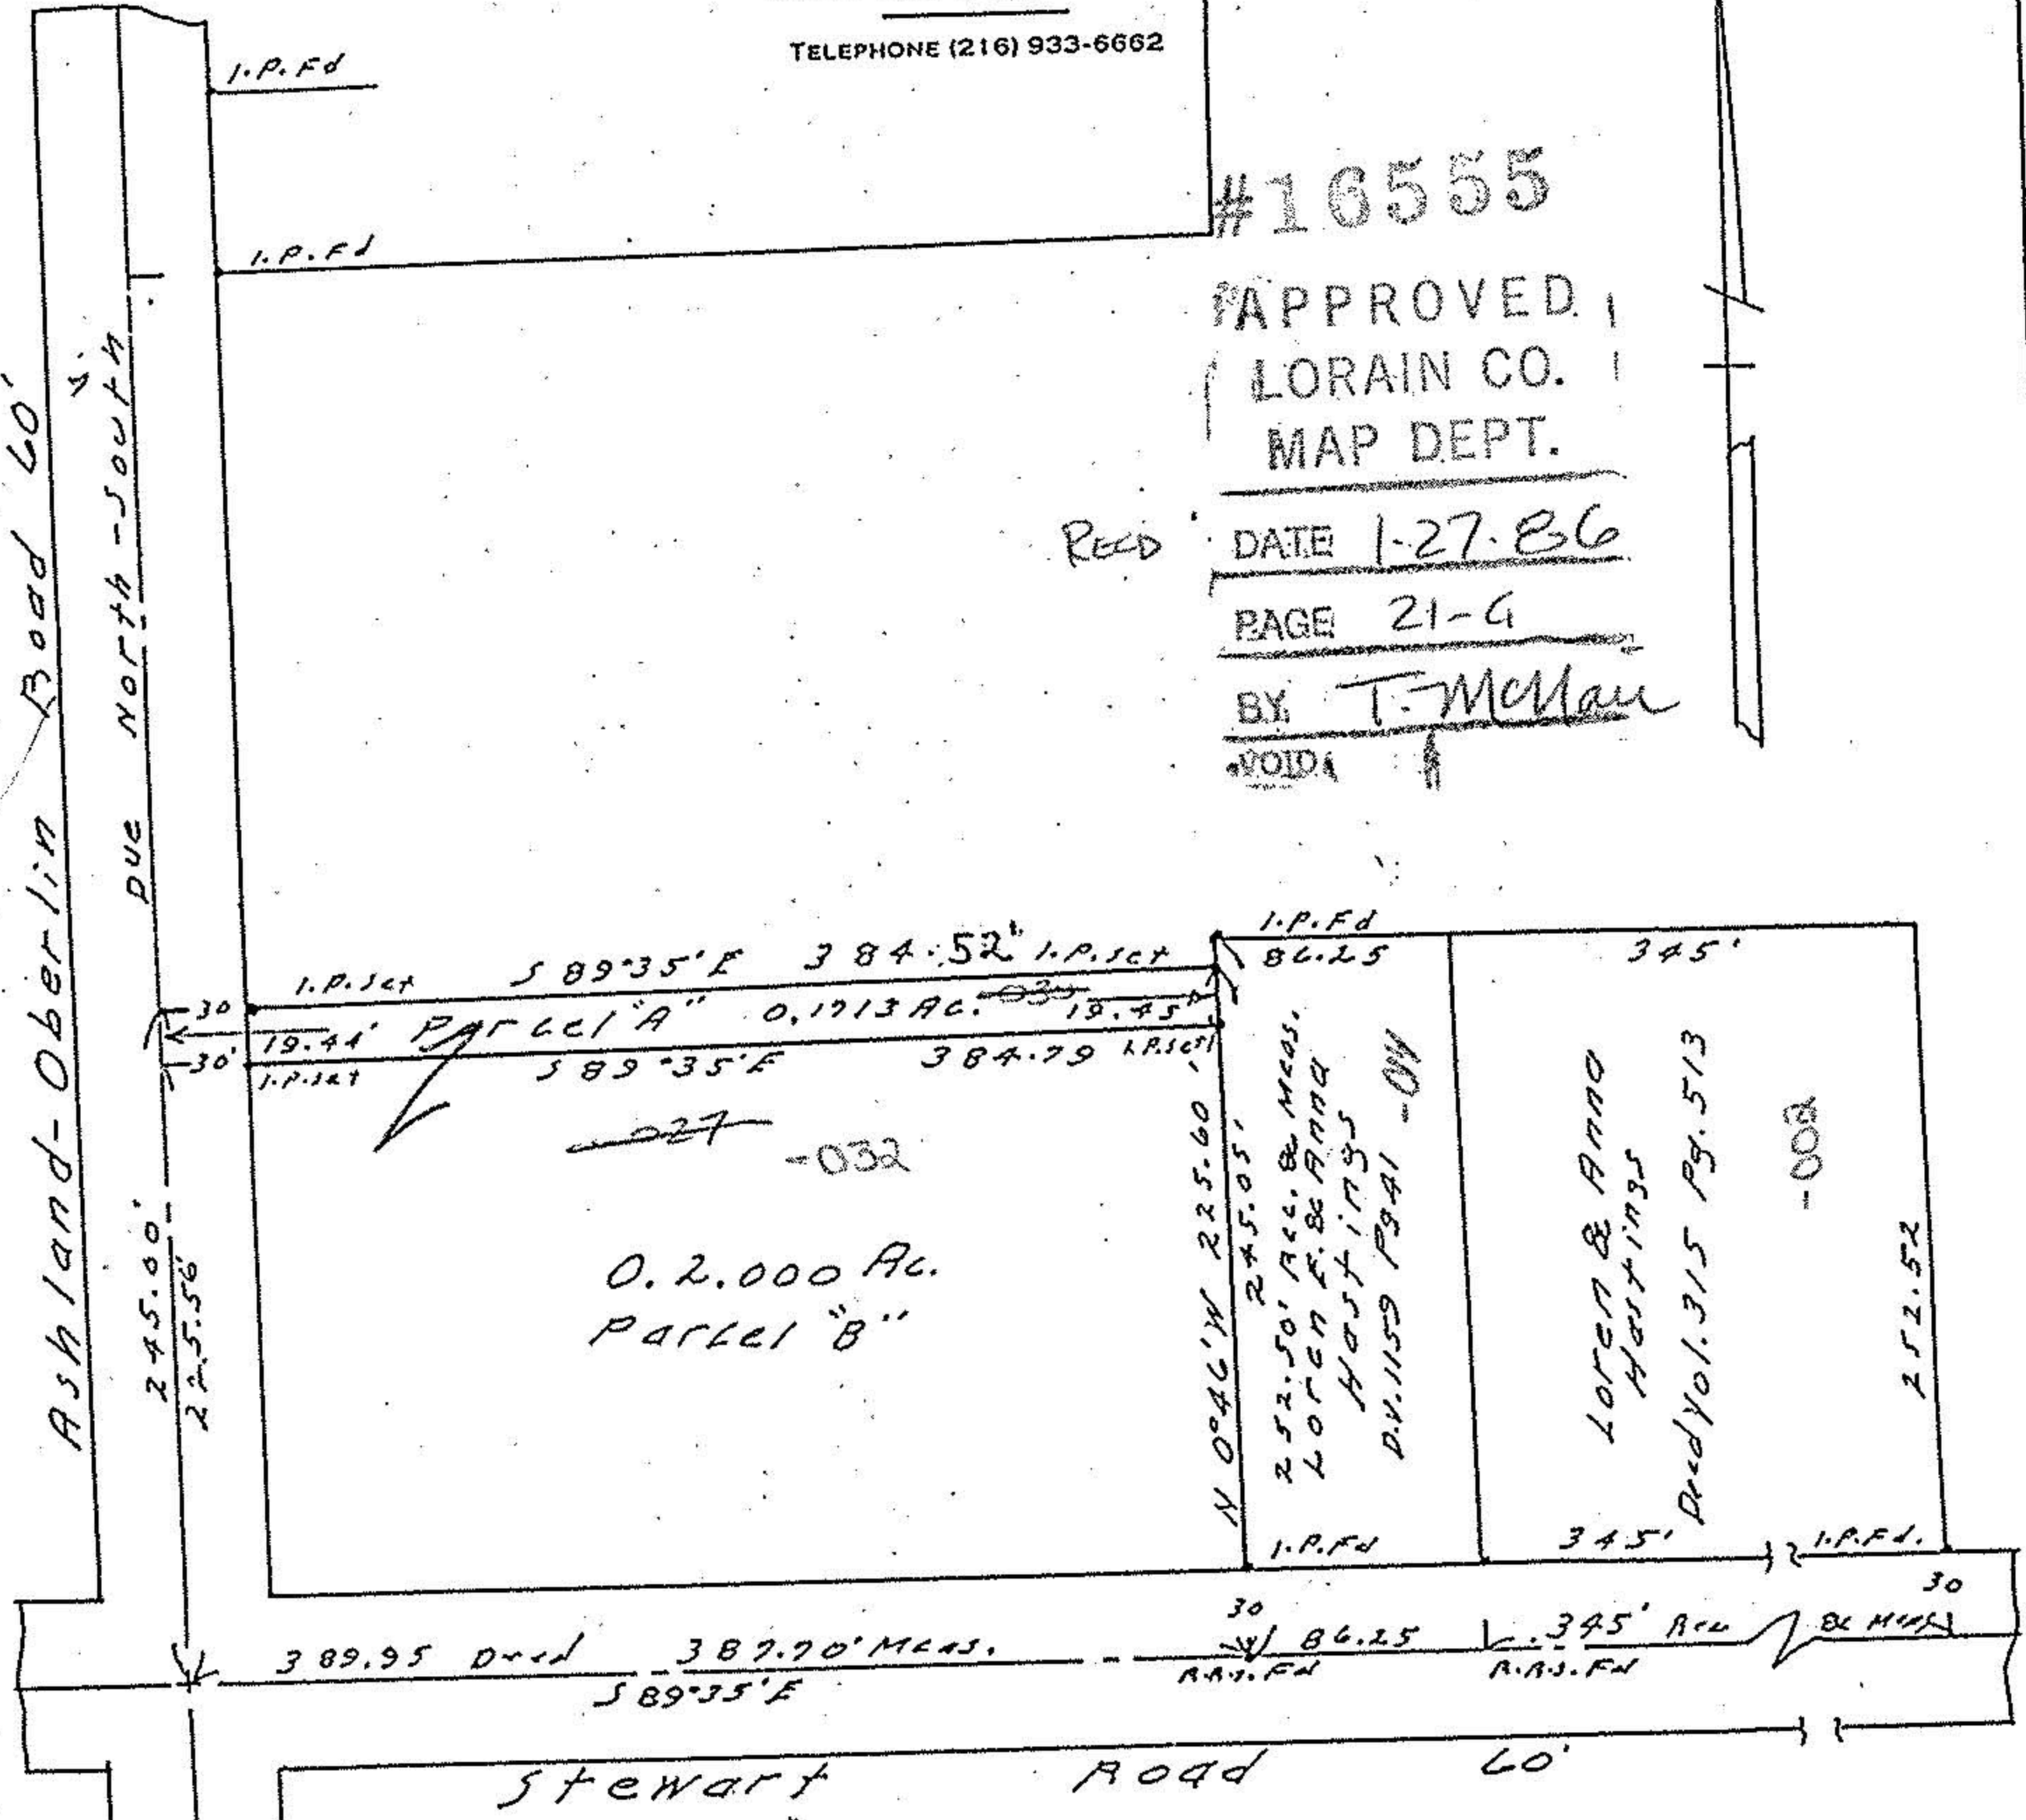 TELEPHONE (216) 933-6662
I.P. Fd
#16555
I.P. Fd
APPROVED
LORAIN CO.
MAP DEPT.
RECD DATE 1-27-86
PAGE 21-G
BY
VOID
Ashland-Oberlin Road 60'
Due North-South
I.P. Fd
86.25
345'
I.P. Set S 89°35'E 384.52' I.P. Set
30
Parcel "A" 0.1713 Ac. 19.45'
19.44'
30'
I.P. Set S 89°35'E 384.79 I.P. Set
-027
-032
0.2.000 Ac.
Parcel "B"
245.00'
225.56'
N 0°46'W 225.60'
245.05'
252.50' Rec. & Meas.
Loren F. & Anna
Hastings
D.V. 1159 Pg 41
Loren & Anna
Hastings
Deed Vol. 315 Pg. 513
-002
252.52
I.P. Fd
345'
I.P. Fd.
30
30
389.95 Deed 387.70' Meas. 86.25 345' Rec & Meas
S 89°35'E
R.R.S. Fd
R.R.S. Fd
Stewart Road 60'